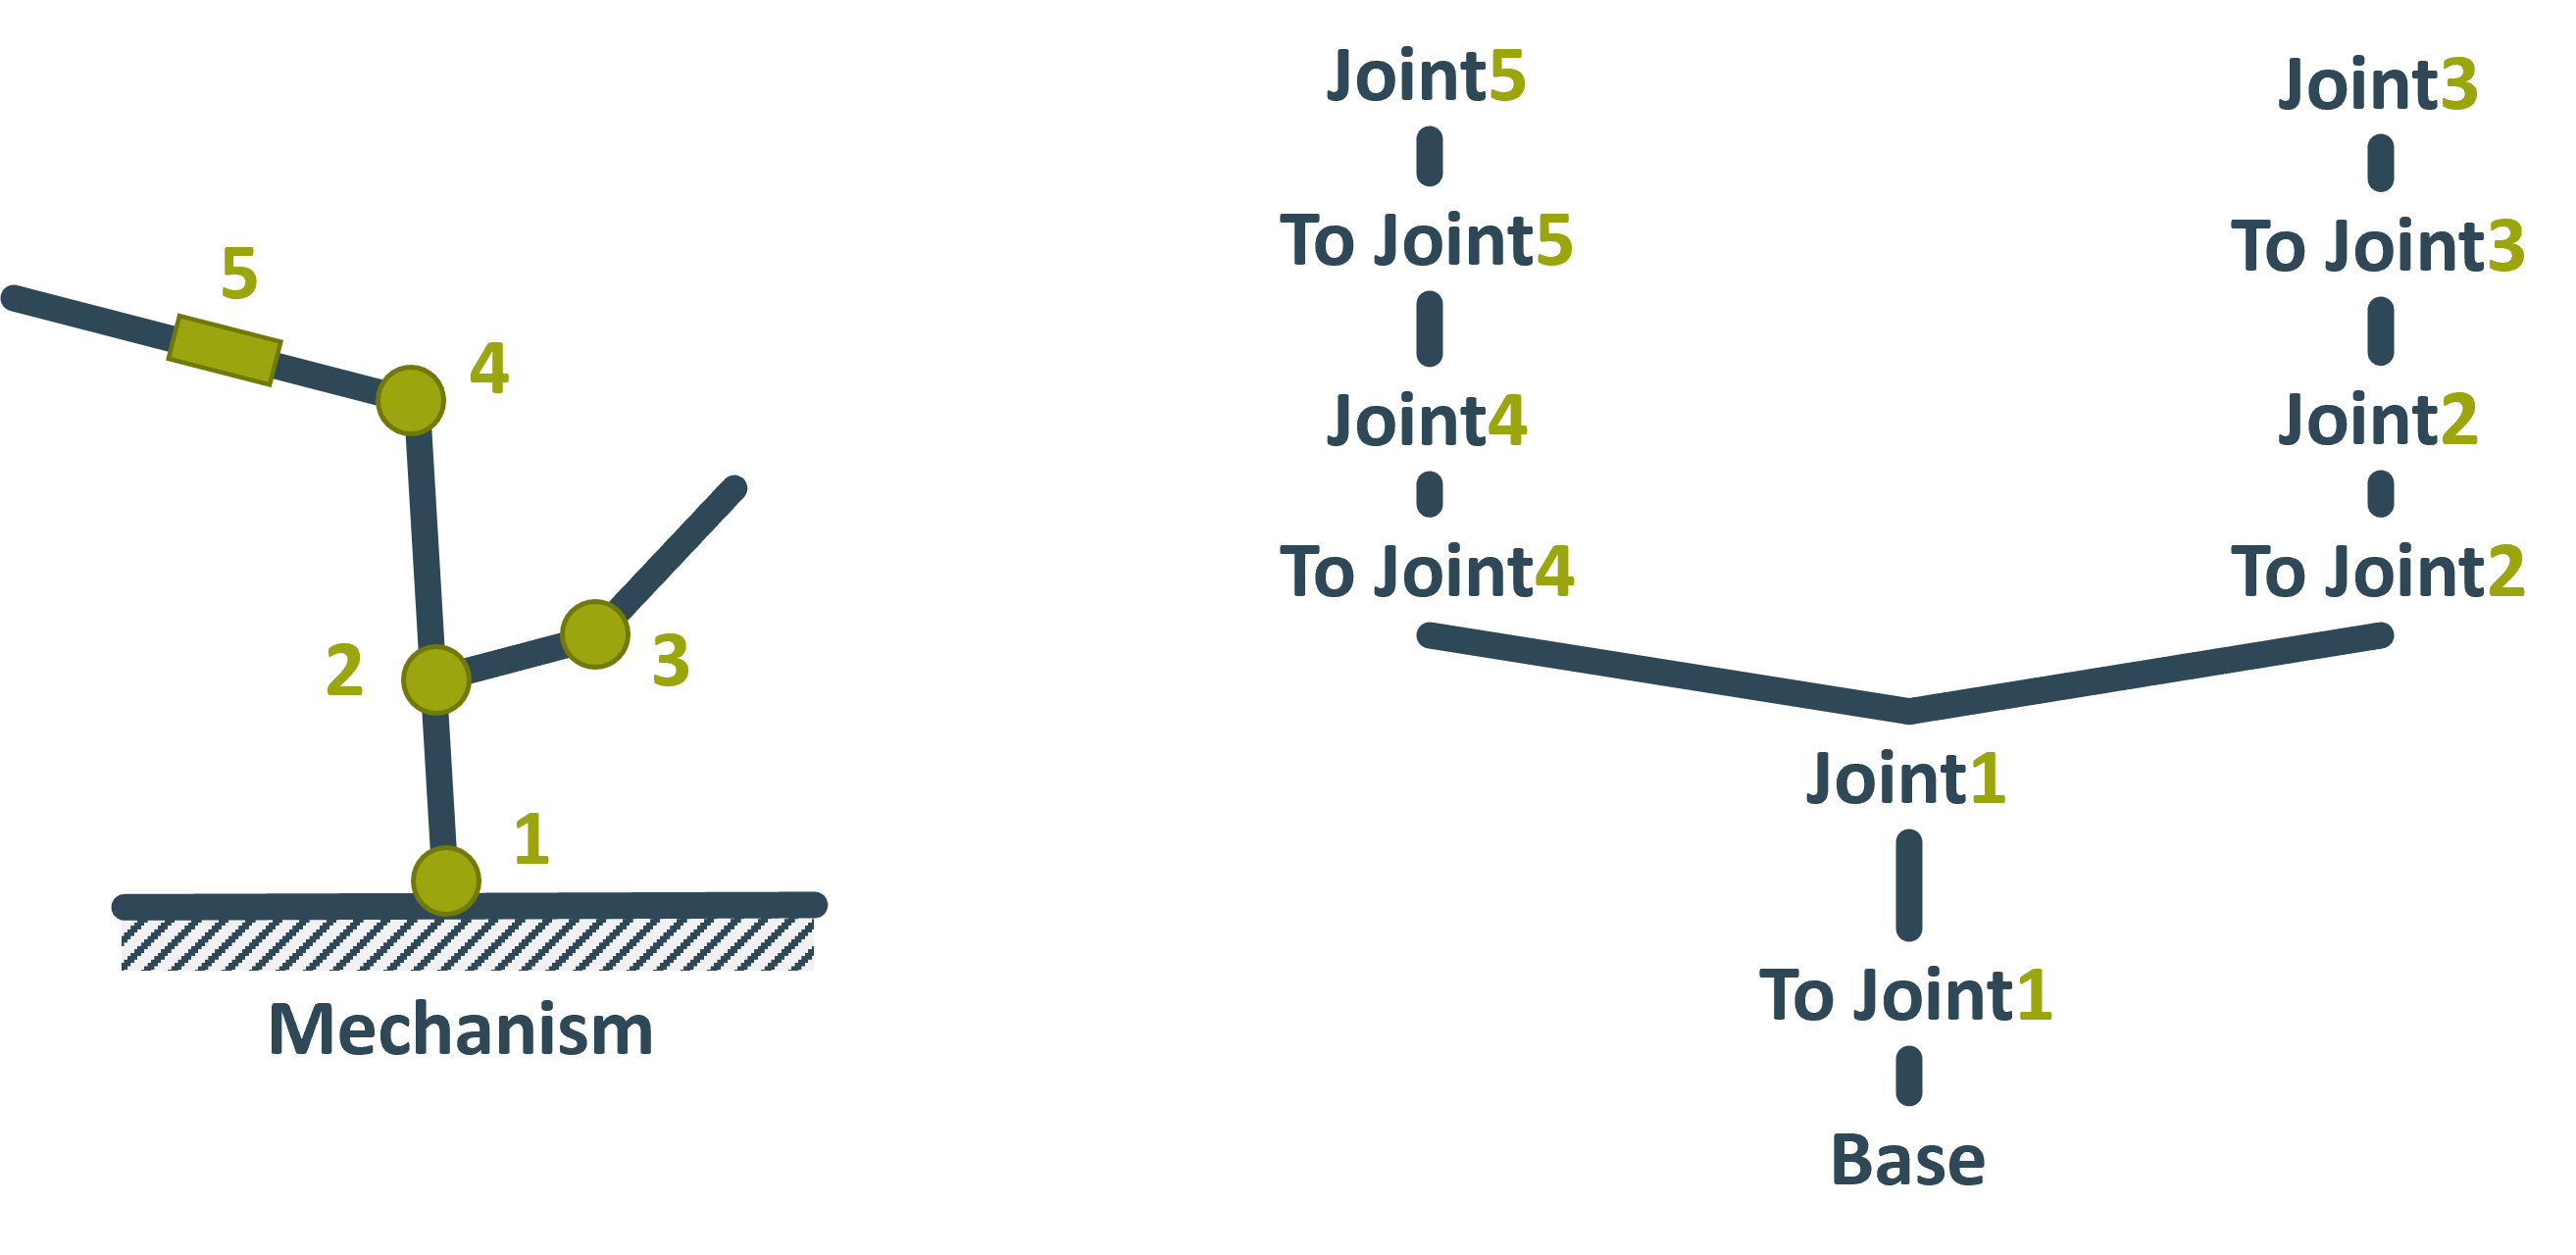 5
4
2
3
1
Mechanism
Joint5
To Joint5
Joint4
To Joint4
Joint3
To Joint3
Joint2
To Joint2
Joint1
To Joint1
Base